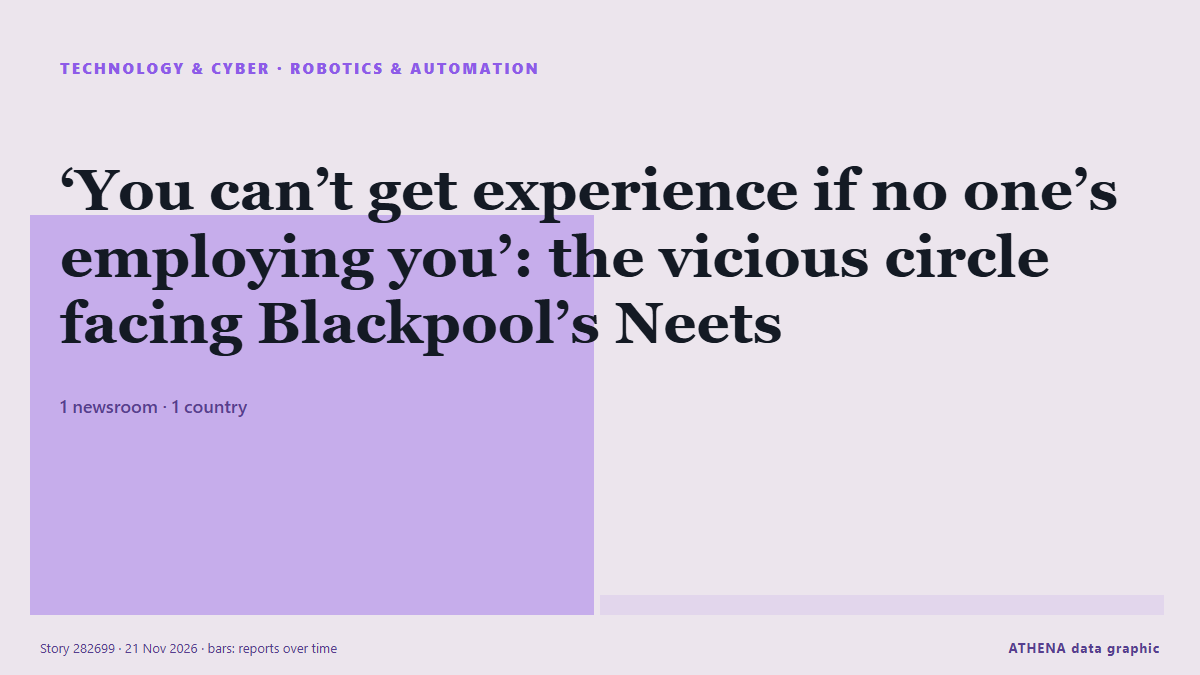 TECHNOLOGY & CYBER · ROBOTICS & AUTOMATION
‘You can’t get experience if no one’s
employing you’: the vicious circle
facing Blackpool’s Neets
1 newsroom · 1 country
Story 282699 · 21 Nov 2026 · bars: reports over time
ATHENA data graphic